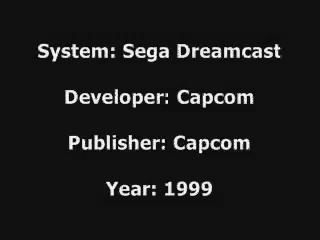 System: Sega Dreamcast
Developer: Capcom
Publisher: Capcom
Year: 1999